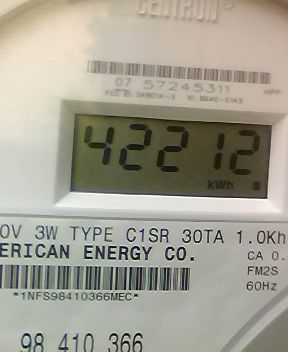 CENTRON®
07 57245311
HPP
42212
kWh
0V 3W TYPE C1SR 30TA 1.0Kh
ERICAN ENERGY CO.
CA 0.
FM2S
*1NFS98410366MEC*
60Hz
98 410 366